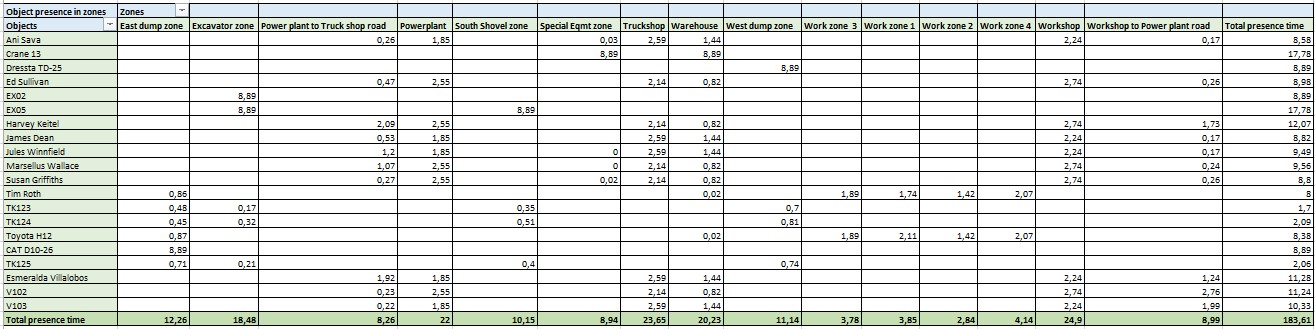 Object presence in zones Zones
Objects East dump zone Excavator zone Power plant to Truck shop road Powerplant South Shovel zone Special Eqmt zone Truckshop Warehouse West dump zone Work zone 3 Work zone 1 Work zone 2 Work zone 4 Workshop Workshop to Power plant road Total presence time
Ani Sava 0,26 1,85 0,03 2,59 1,44 2,24 0,17 8,58
Crane 13 8,89 8,89 17,78
Dressta TD-25 8,89 8,89
Ed Sullivan 0,47 2,55 2,14 0,82 2,74 0,26 8,98
EX02 8,89 8,89
EX05 8,89 8,89 17,78
Harvey Keitel 2,09 2,55 2,14 0,82 2,74 1,73 12,07
James Dean 0,53 1,85 2,59 1,44 2,24 0,17 8,82
Jules Winnfield 1,2 1,85 0 2,59 1,44 2,24 0,17 9,49
Marsellus Wallace 1,07 2,55 0 2,14 0,82 2,74 0,24 9,56
Susan Griffiths 0,27 2,55 0,02 2,14 0,82 2,74 0,26 8,8
Tim Roth 0,86 0,02 1,89 1,74 1,42 2,07 8
TK123 0,48 0,17 0,35 0,7 1,7
TK124 0,45 0,32 0,51 0,81 2,09
Toyota H12 0,87 0,02 1,89 2,11 1,42 2,07 8,38
CAT D10-26 8,89 8,89
TK125 0,71 0,21 0,4 0,74 2,06
Esmeralda Villalobos 1,92 1,85 2,59 1,44 2,24 1,24 11,28
V102 0,23 2,55 2,14 0,82 2,74 2,76 11,24
V103 0,22 1,85 2,59 1,44 2,24 1,99 10,33
Total presence time 12,26 18,48 8,26 22 10,15 8,94 23,65 20,23 11,14 3,78 3,85 2,84 4,14 24,9 8,99 183,61